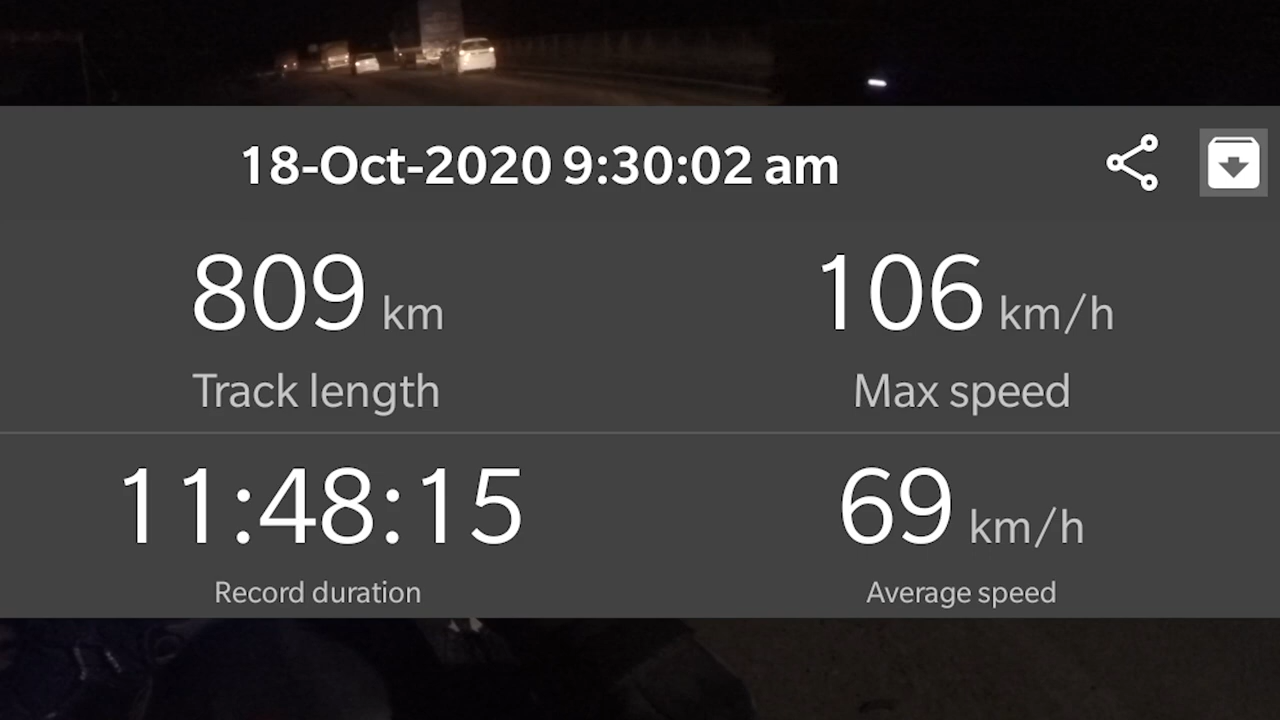 18-Oct-2020 9:30:02 am
809 km
106 km/h
Track length
Max speed
11:48:15
69 km/h
Record duration
Average speed